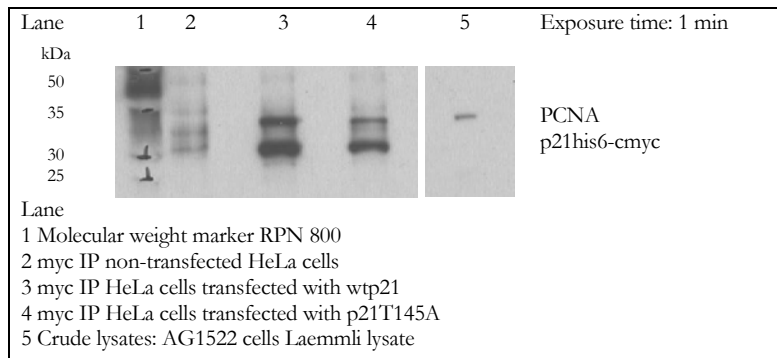 Lane 1 2 3 4 5 Exposure time: 1 min
kDa
50
35 PCNA
p21his6-cmyc
30
25
Lane
1 Molecular weight marker RPN 800
2 myc IP non-transfected HeLa cells
3 myc IP HeLa cells transfected with wtp21
4 myc IP HeLa cells transfected with p21T145A
5 Crude lysates: AG1522 cells Laemmli lysate